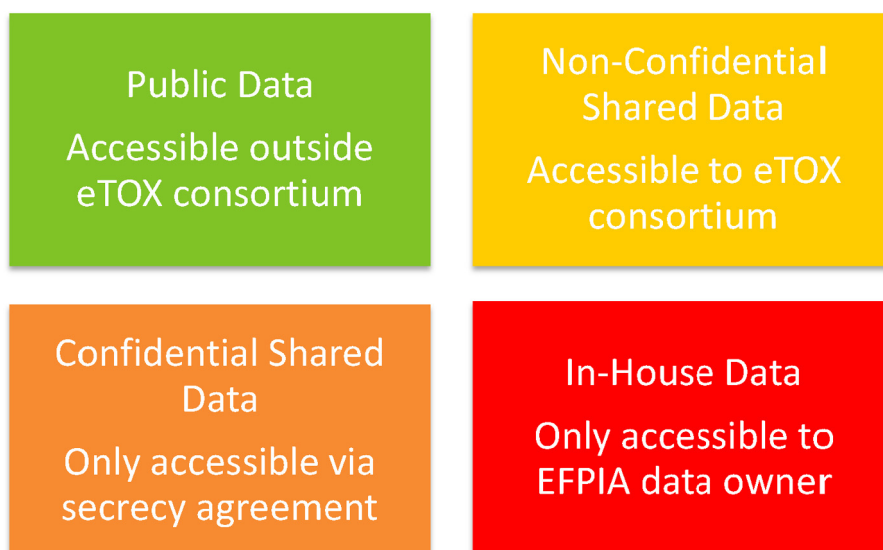 Public Data
Accessible outside
eTOX consortium
Non-Confidential
Shared Data
Accessible to eTOX
consortium
Confidential Shared
Data
Only accessible via
secrecy agreement
In-House Data
Only accessible to
EFPIA data owner